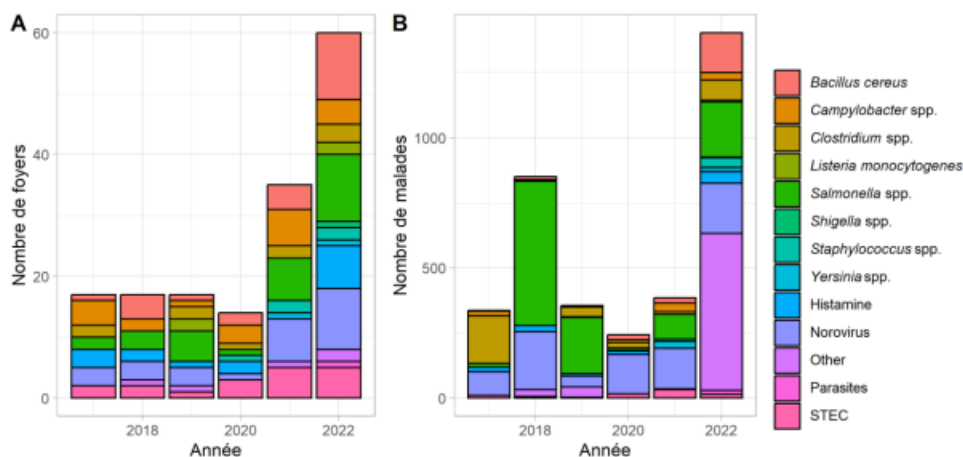 A
B
Nombre de foyers
60
40
20
0
2018
2020
2022
Année
Nombre de malades
1000
500
0
2018
2020
2022
Année
Bacillus cereus
Campylobacter spp.
Clostridium spp.
Listeria monocytogenes
Salmonella spp.
Shigella spp.
Staphylococcus spp.
Yersinia spp.
Histamine
Norovirus
Other
Parasites
STEC